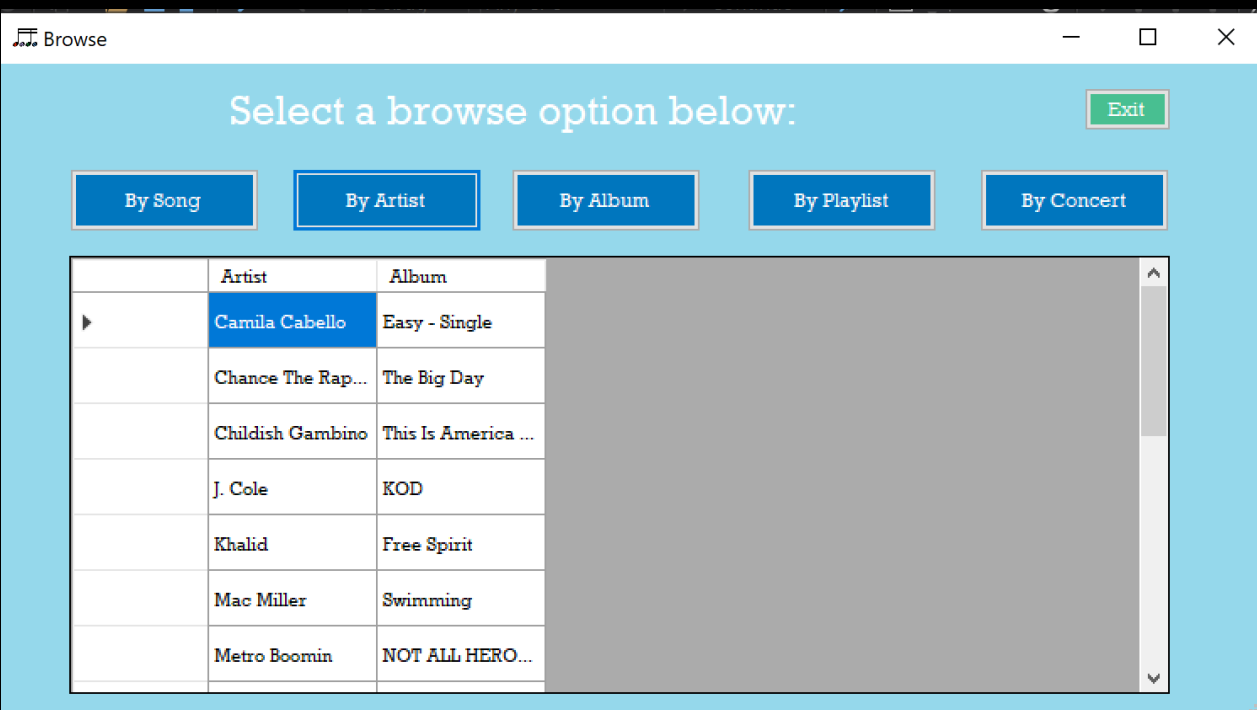 Browse
Select a browse option below:
Exit
By Song
By Artist
By Album
By Playlist
By Concert
Artist Album
Camila Cabello Easy - Single
Chance The Rap... The Big Day
Childish Gambino This Is America ...
J. Cole KOD
Khalid Free Spirit
Mac Miller Swimming
Metro Boomin NOT ALL HERO...